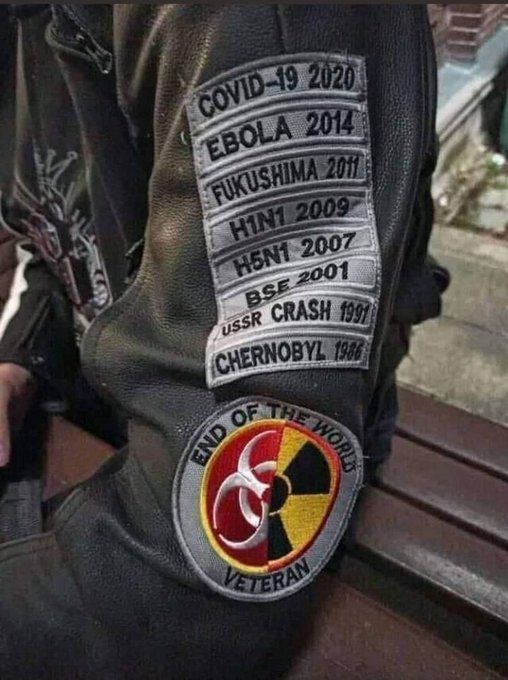 COVID-19 2020
EBOLA 2014
FUKUSHIMA 2011
H1N1 2009
H5N1 2007
BSE 2001
USSR CRASH 1991
CHERNOBYL 1986
END OF THE WORLD
VETERAN